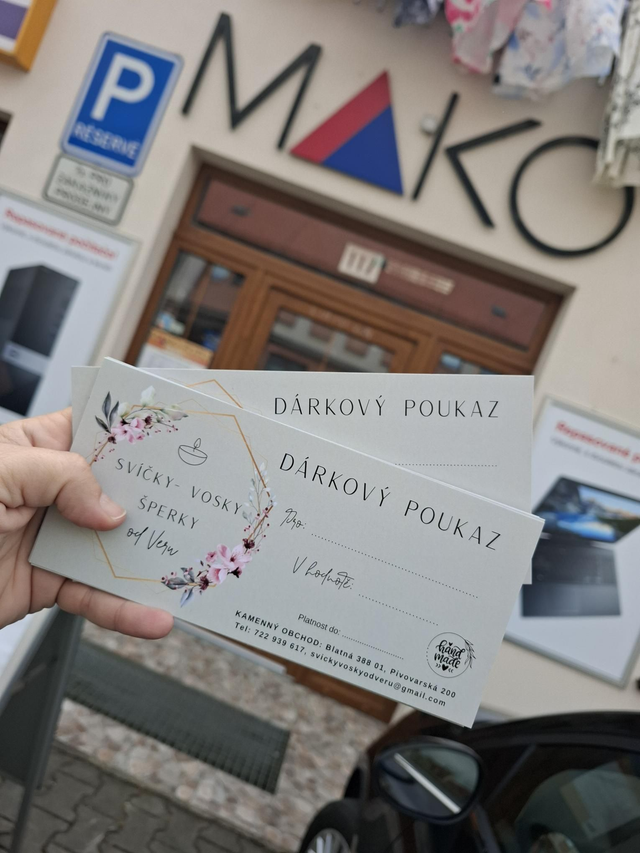 P
RÉSERVÉ
MAKO
117
DÁRKOVÝ POUKAZ
SVÍČKY- VOSKY
ŠPERKY
od Veru
DÁRKOVÝ POUKAZ
Pro:
V hodnotě:
Platnost do:
KAMENNÝ OBCHOD: Blatná 388 01, Pivovarská 200
Tel: 722 939 617, svickyvoskyodveru@gmail.com
hand
made